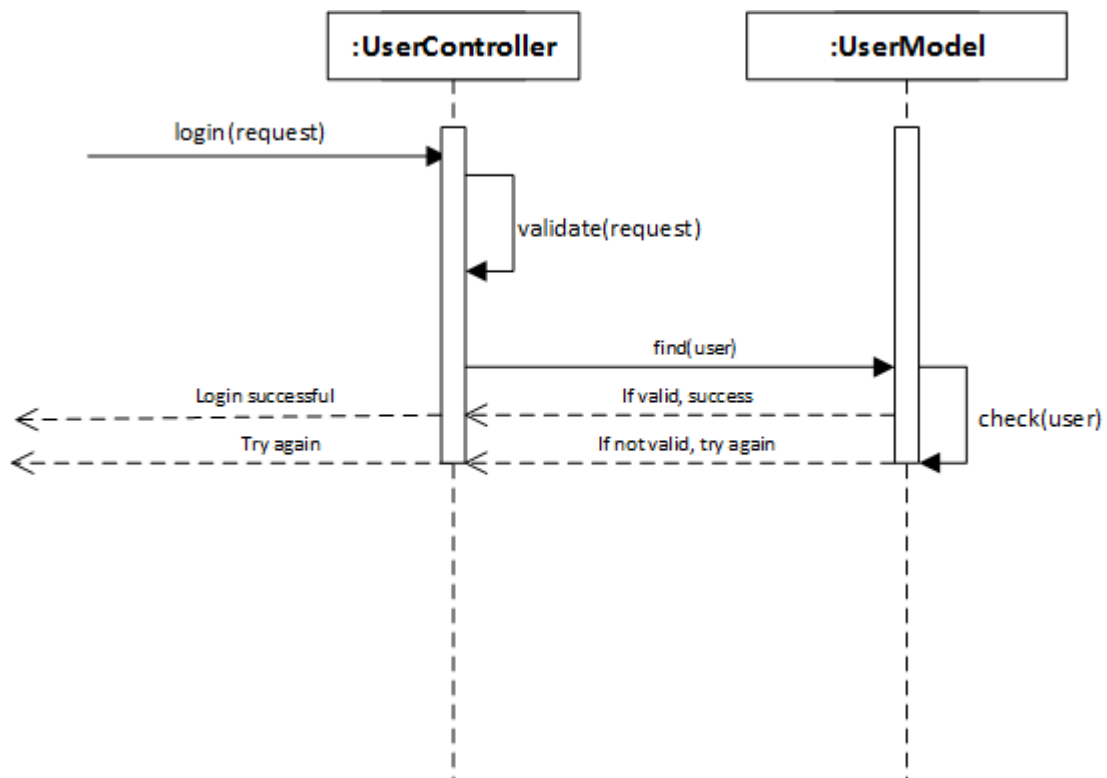 :UserController
:UserModel
login(request)
validate(request)
find(user)
Login successful
If valid, success
check(user)
Try again
If not valid, try again